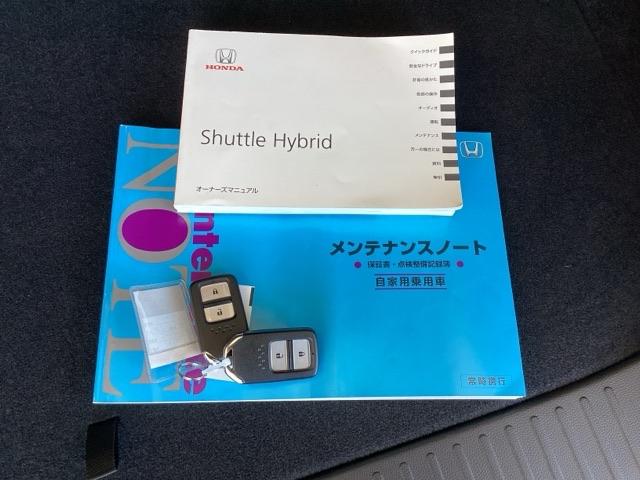 HONDA
Shuttle Hybrid
オーナーズマニュアル
クイックガイド
安全なドライブ
計器の見かた
各部の操作
オーディオ
運転
メンテナンス
万一の場合には
資料
索引
NOTE
メンテナンスノート
● 保証書・点検整備記録簿 ●
自家用乗用車
常時携行